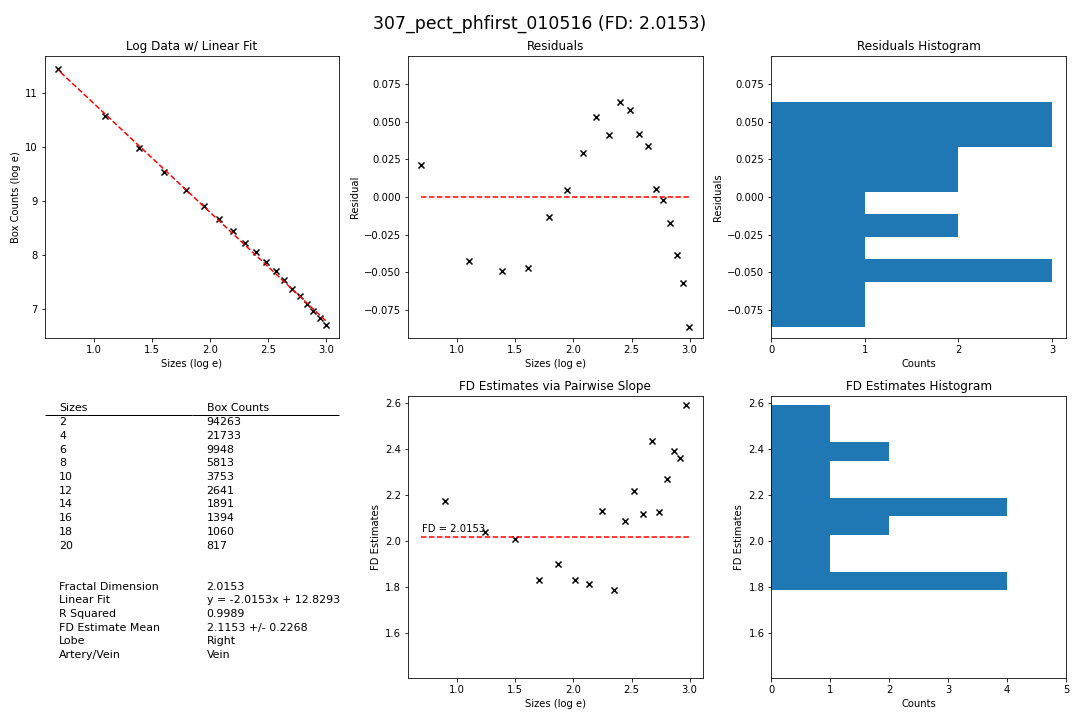 307_pect_phfirst_010516 (FD: 2.0153)
Log Data w/ Linear Fit
Box Counts (log e)
11
10
9
8
7
1.0 1.5 2.0 2.5 3.0
Sizes (log e)
Residuals
Residual
0.075
0.050
0.025
0.000
−0.025
−0.050
−0.075
1.0 1.5 2.0 2.5 3.0
Sizes (log e)
Residuals Histogram
Residuals
0.075
0.050
0.025
0.000
−0.025
−0.050
−0.075
0 1 2 3
Counts
Sizes Box Counts
2 94263
4 21733
6 9948
8 5813
10 3753
12 2641
14 1891
16 1394
18 1060
20 817
Fractal Dimension 2.0153
Linear Fit y = -2.0153x + 12.8293
R Squared 0.9989
FD Estimate Mean 2.1153 +/- 0.2268
Lobe Right
Artery/Vein Vein
FD Estimates via Pairwise Slope
FD Estimates
2.6
2.4
2.2
2.0
1.8
1.6
FD = 2.0153
1.0 1.5 2.0 2.5 3.0
Sizes (log e)
FD Estimates Histogram
FD Estimates
2.6
2.4
2.2
2.0
1.8
1.6
0 1 2 3 4 5
Counts